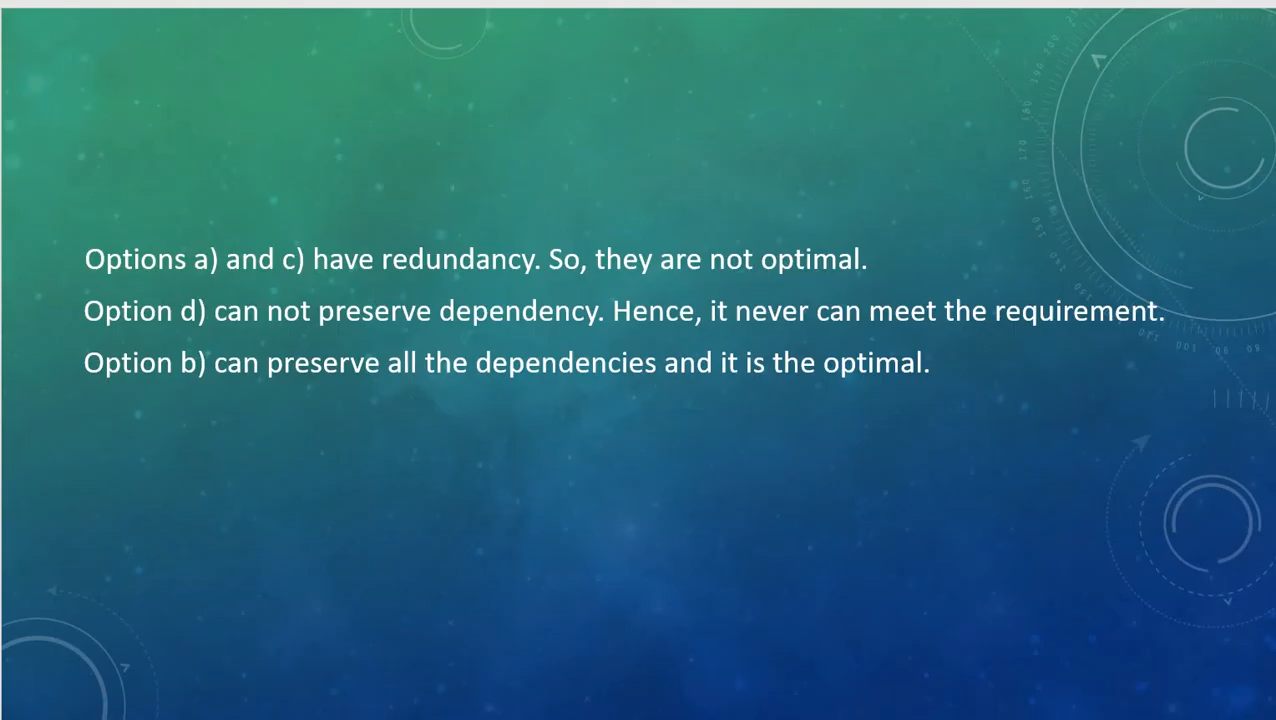 Options a) and c) have redundancy. So, they are not optimal.
Option d) can not preserve dependency. Hence, it never can meet the requirement.
Option b) can preserve all the dependencies and it is the optimal.